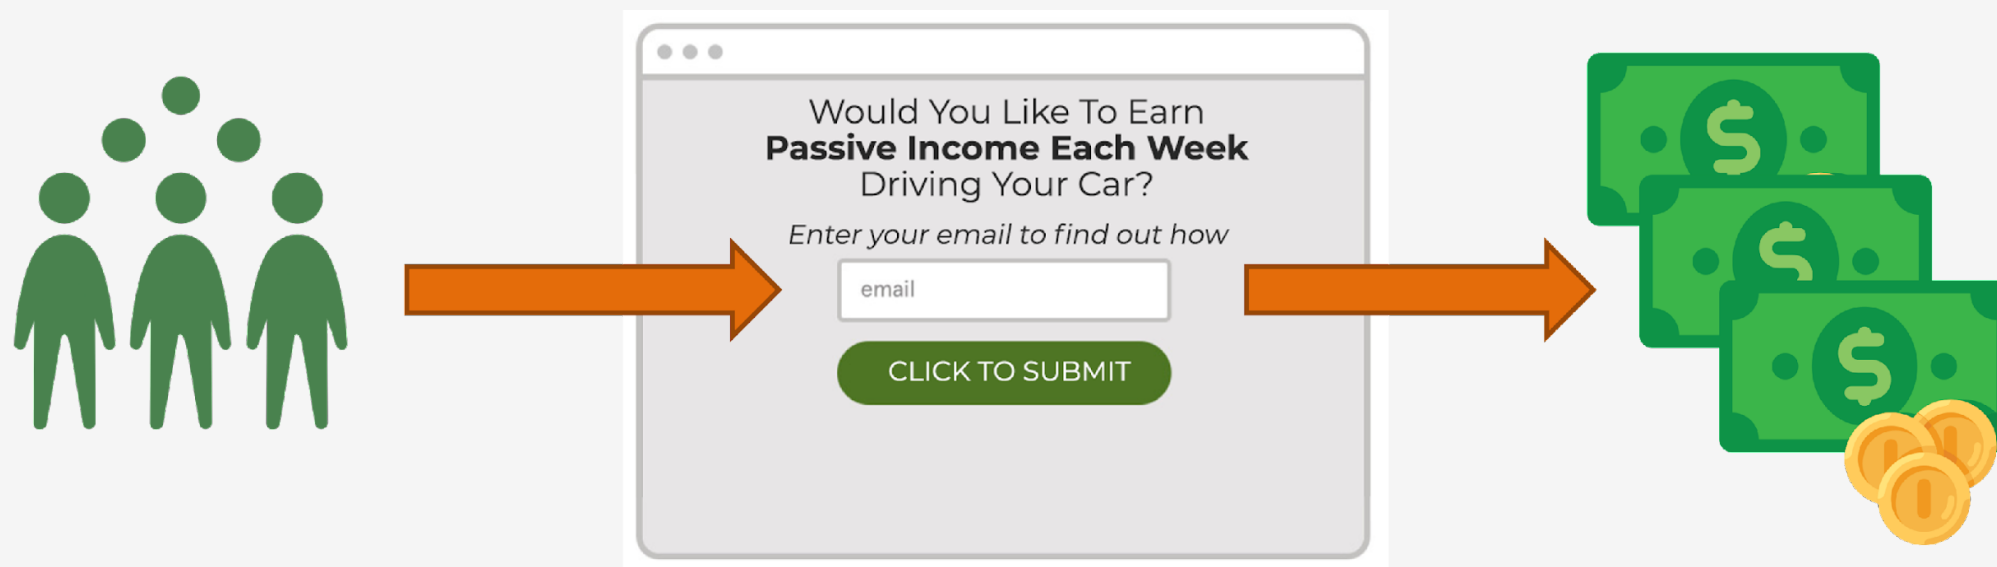 Would You Like To Earn
Passive Income Each Week
Driving Your Car?
Enter your email to find out how
email
CLICK TO SUBMIT
$
$
$